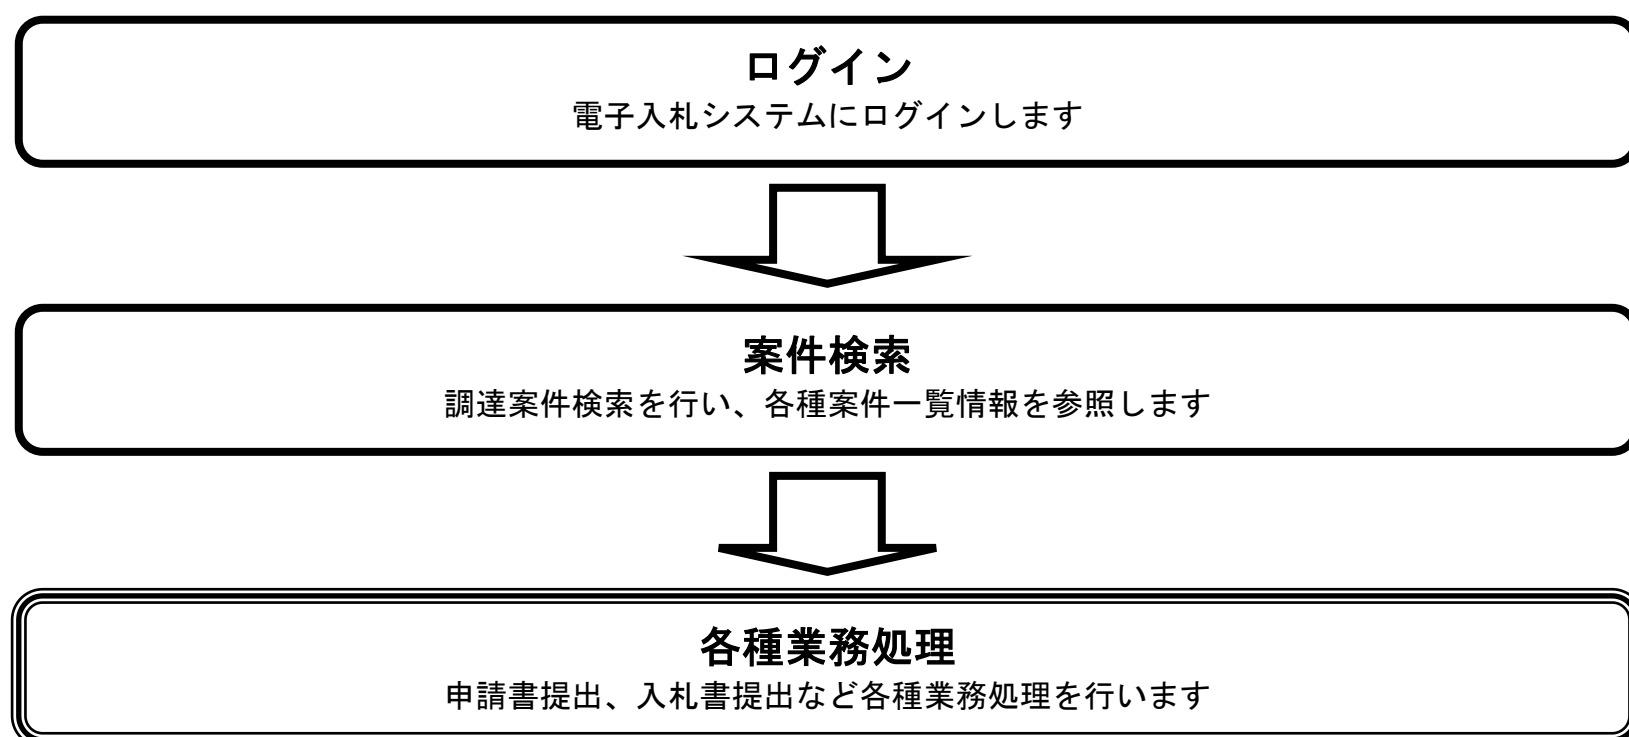 ログイン
電子入札システムにログインします
案件検索
調達案件検索を行い、各種案件一覧情報を参照します
各種業務処理
申請書提出、入札書提出など各種業務処理を行います